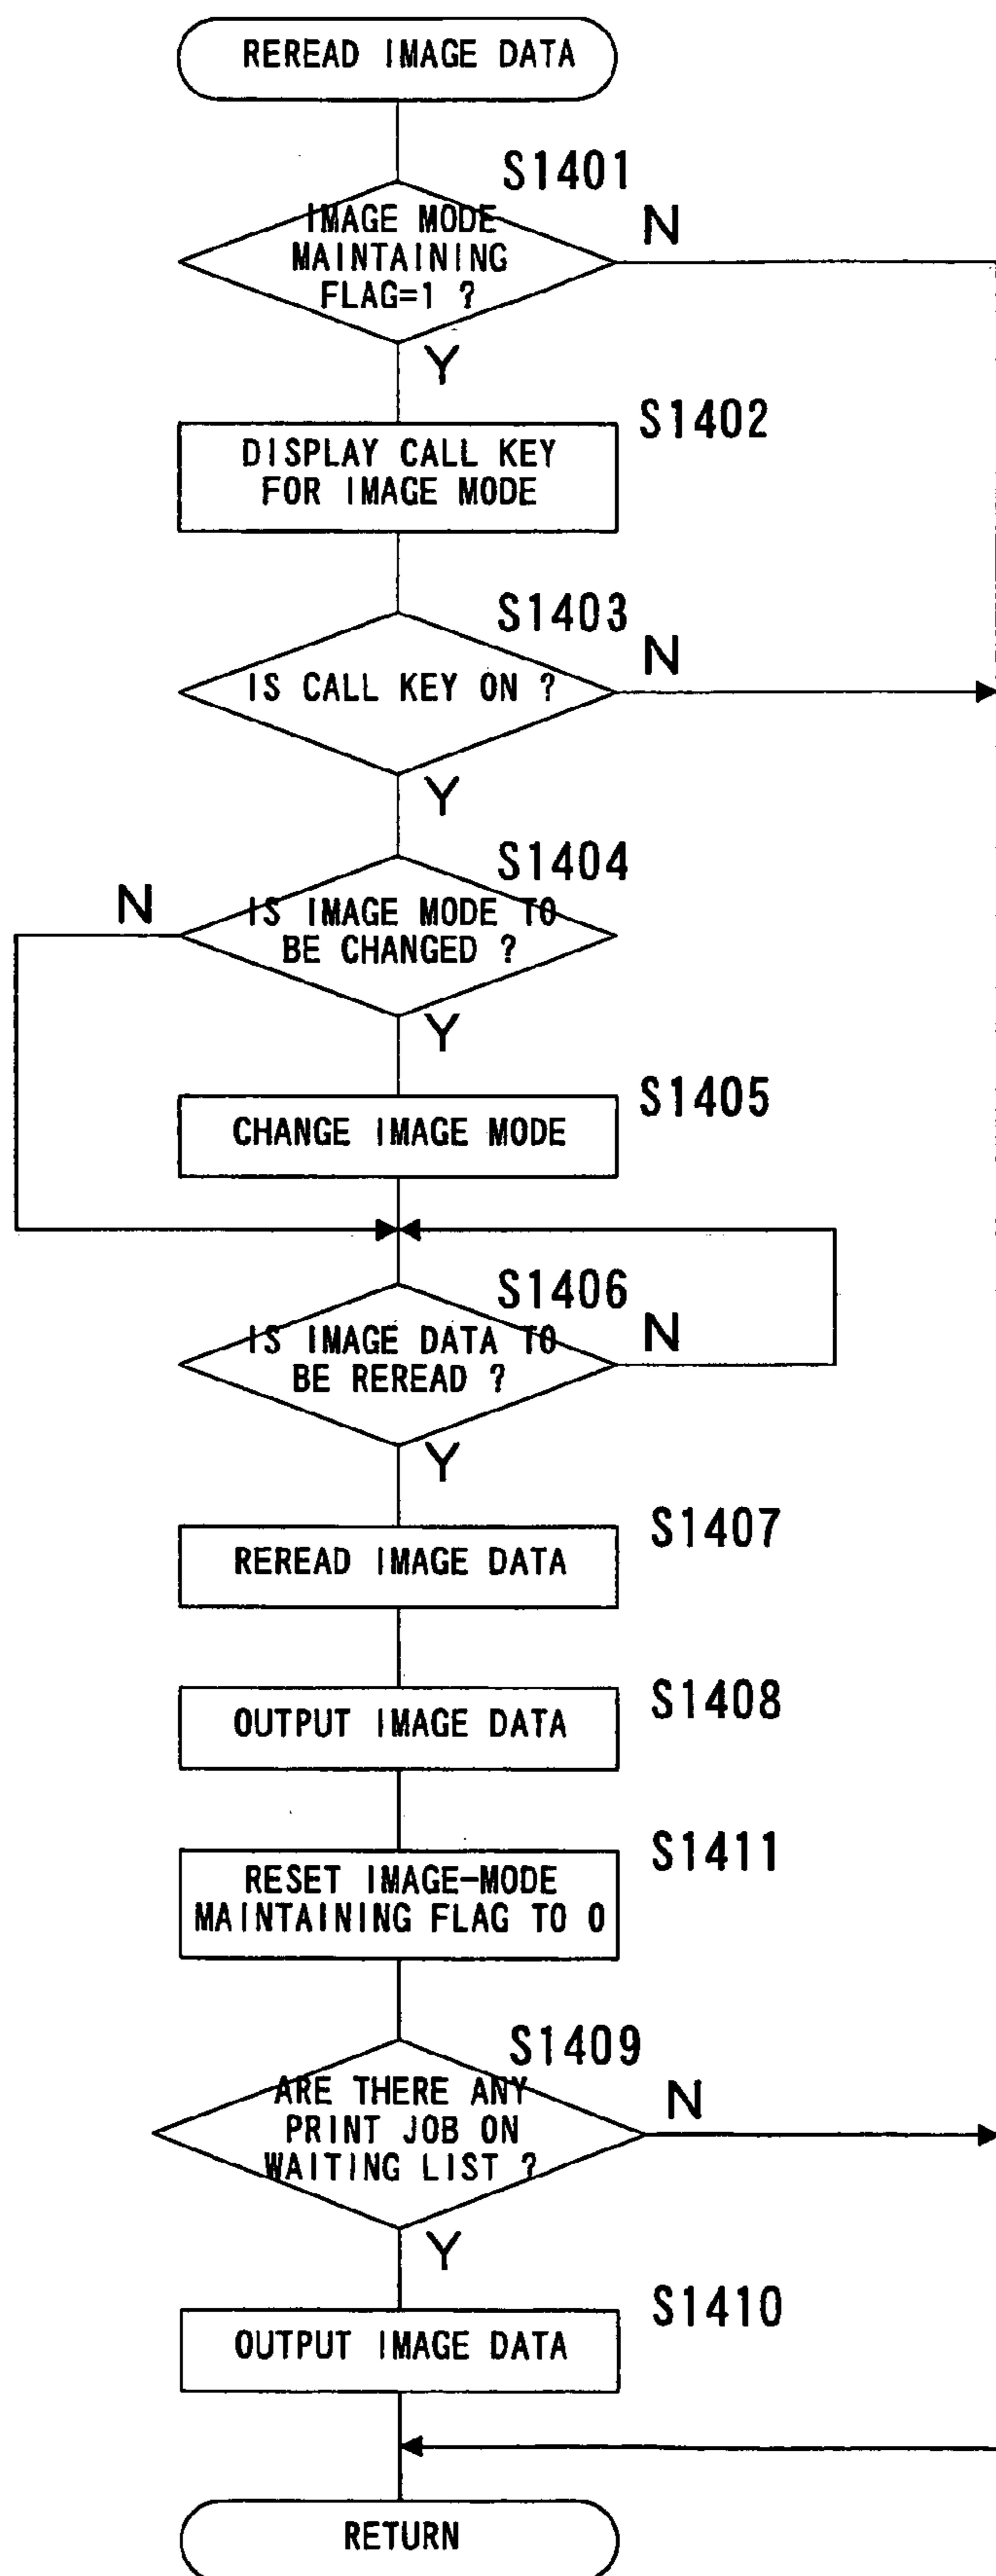 REREAD IMAGE DATA
S1401
IMAGE MODE
MAINTAINING
FLAG=1 ?
N
Y
S1402
DISPLAY CALL KEY
FOR IMAGE MODE
S1403
IS CALL KEY ON ?
N
Y
S1404
N
IS IMAGE MODE TO
BE CHANGED ?
Y
S1405
CHANGE IMAGE MODE
S1406
IS IMAGE DATA TO
BE REREAD ?
N
Y
S1407
REREAD IMAGE DATA
S1408
OUTPUT IMAGE DATA
S1411
RESET IMAGE-MODE
MAINTAINING FLAG TO 0
S1409
ARE THERE ANY
PRINT JOB ON
WAITING LIST ?
N
Y
S1410
OUTPUT IMAGE DATA
RETURN